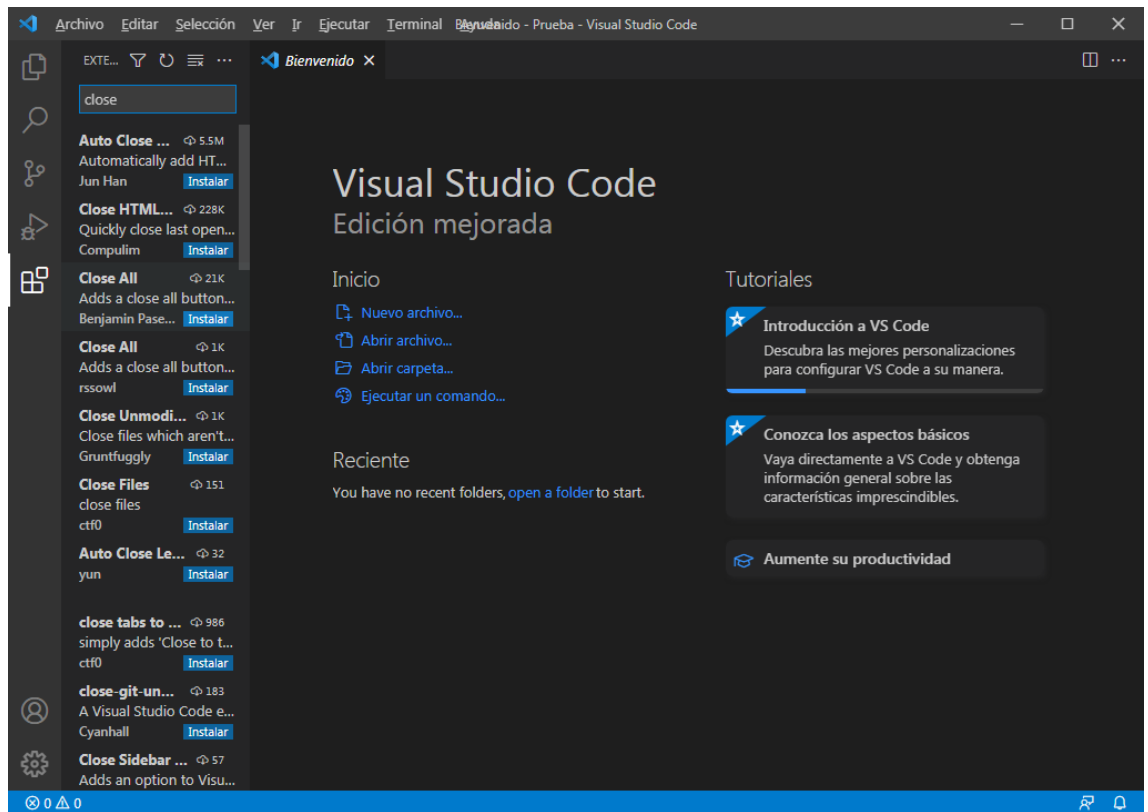 Archivo Editar Selección Ver Ir Ejecutar Terminal Ayuda Bienvenido - Prueba - Visual Studio Code
EXTE...
Bienvenido
close
Auto Close ... 5.5M
Automatically add HT...
Jun Han Instalar
Close HTML... 228K
Quickly close last open...
Compulim Instalar
Close All 21K
Adds a close all button...
Benjamin Pase... Instalar
Close All 1K
Adds a close all button...
rssowl Instalar
Close Unmodi... 1K
Close files which aren't...
Gruntfuggly Instalar
Close Files 151
close files
ctf0 Instalar
Auto Close Le... 32
yun Instalar
close tabs to ... 986
simply adds 'Close to t...
ctf0 Instalar
close-git-un... 183
A Visual Studio Code e...
Cyanhall Instalar
Close Sidebar ... 57
Adds an option to Visu...
Visual Studio Code
Edición mejorada
Inicio
Nuevo archivo...
Abrir archivo...
Abrir carpeta...
Ejecutar un comando...
Reciente
You have no recent folders, open a folder to start.
Tutoriales
Introducción a VS Code
Descubra las mejores personalizaciones
para configurar VS Code a su manera.
Conozca los aspectos básicos
Vaya directamente a VS Code y obtenga
información general sobre las
características imprescindibles.
Aumente su productividad
0 0